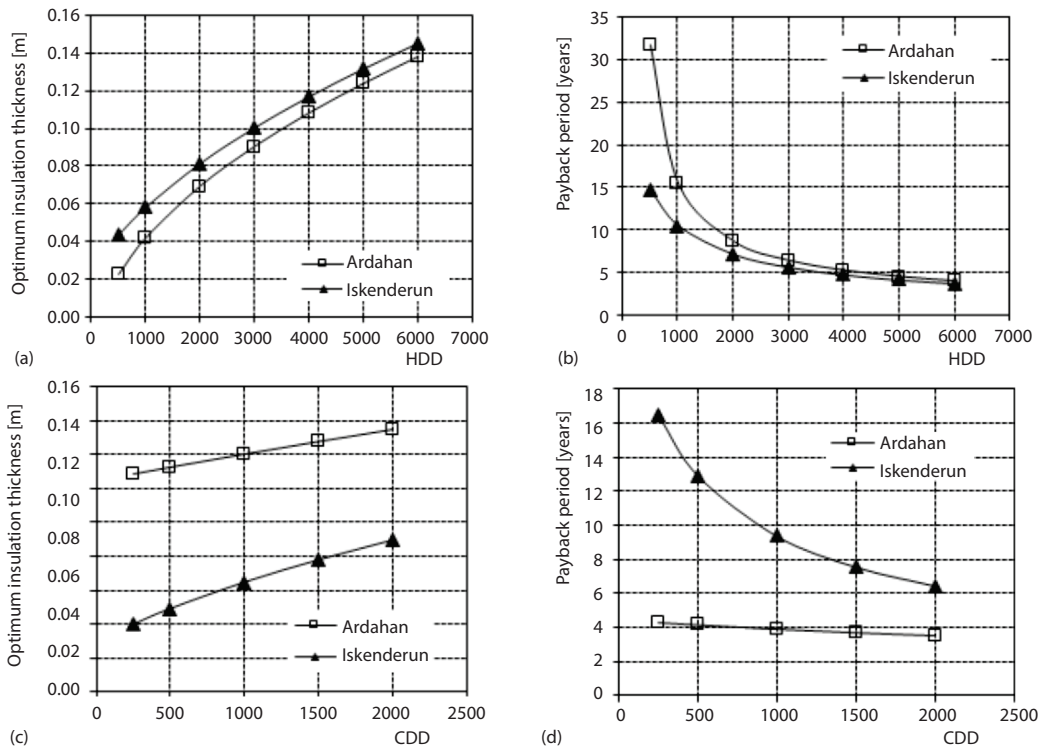 Optimum insulation thickness [m]
0.16
0.14
0.12
0.10
0.08
0.06
0.04
0.02
0.00
Ardahan
Iskenderun
0 1000 2000 3000 4000 5000 6000 7000
(a) HDD
Payback period [years]
35
30
25
20
15
10
5
0
Ardahan
Iskenderun
0 1000 2000 3000 4000 5000 6000 7000
(b) HDD
Optimum insulation thickness [m]
0.16
0.14
0.12
0.10
0.08
0.06
0.04
0.02
0.00
Ardahan
Iskenderun
0 500 1000 1500 2000 2500
(c) CDD
Payback period [years]
18
16
14
12
10
8
6
4
2
0
Ardahan
Iskenderun
0 500 1000 1500 2000 2500
(d) CDD